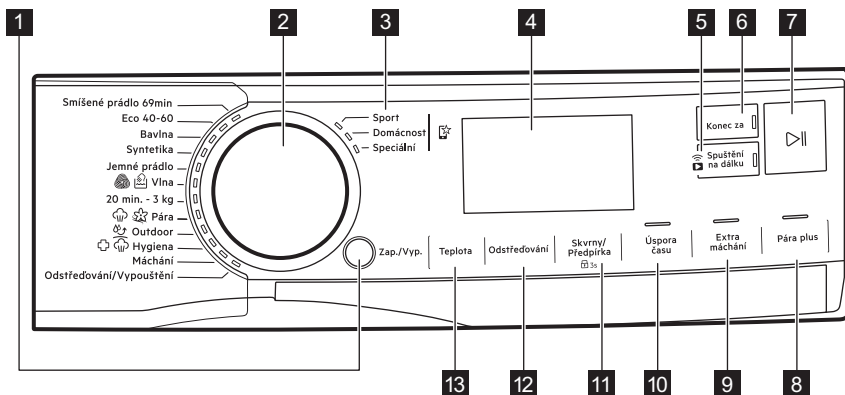 1
2
3
4
5
6
7
Smíšené prádlo 69min
Eco 40-60
Bavlna
Syntetika
Jemné prádlo
Vlna
20 min. - 3 kg
Pára
Outdoor
Hygiena
Máchání
Odstřeďování/Vypouštění
Sport
Domácnost
Speciální
Konec za
Spuštění
na dálku
Zap./Vyp.
Teplota
Odstřeďování
Skvrny/
Předpírka
3s
Úspora
času
Extra
máchání
Pára plus
13
12
11
10
9
8